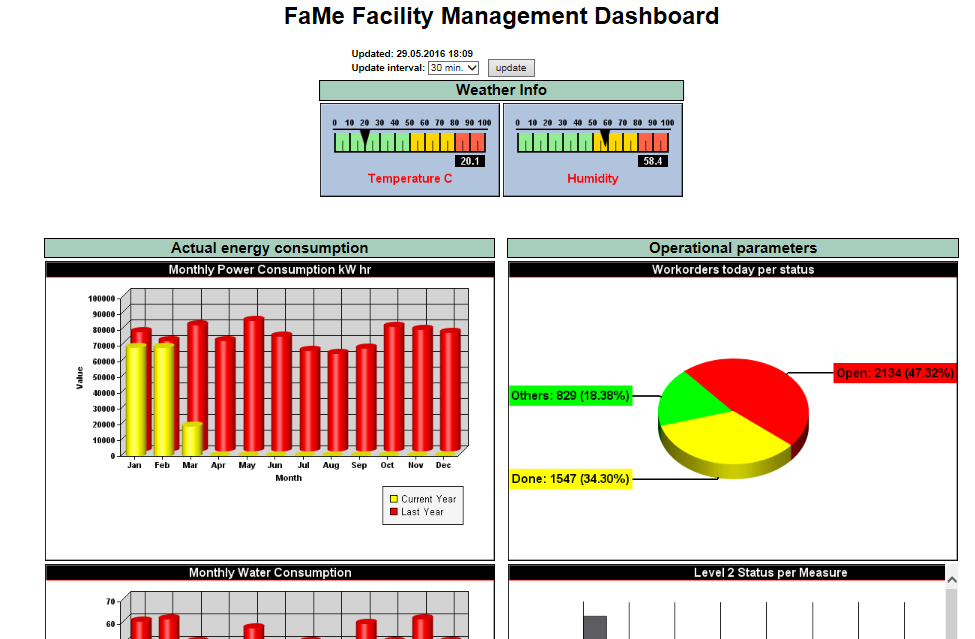 FaMe Facility Management Dashboard
Updated: 29.05.2016 18:09
Update interval: 30 min. update
Weather Info
0 10 20 30 40 50 60 70 80 90 100
20.1
Temperature C
0 10 20 30 40 50 60 70 80 90 100
58.4
Humidity
Actual energy consumption
Monthly Power Consumption kW hr
100000
90000
80000
70000
60000
50000
40000
30000
20000
10000
0
Value
Jan Feb Mar Apr May Jun Jul Aug Sep Oct Nov Dec
Month
Current Year
Last Year
Operational parameters
Workorders today per status
Open: 2134 (47.32%)
Others: 829 (18.38%)
Done: 1547 (34.30%)
Monthly Water Consumption
70
60
Level 2 Status per Measure